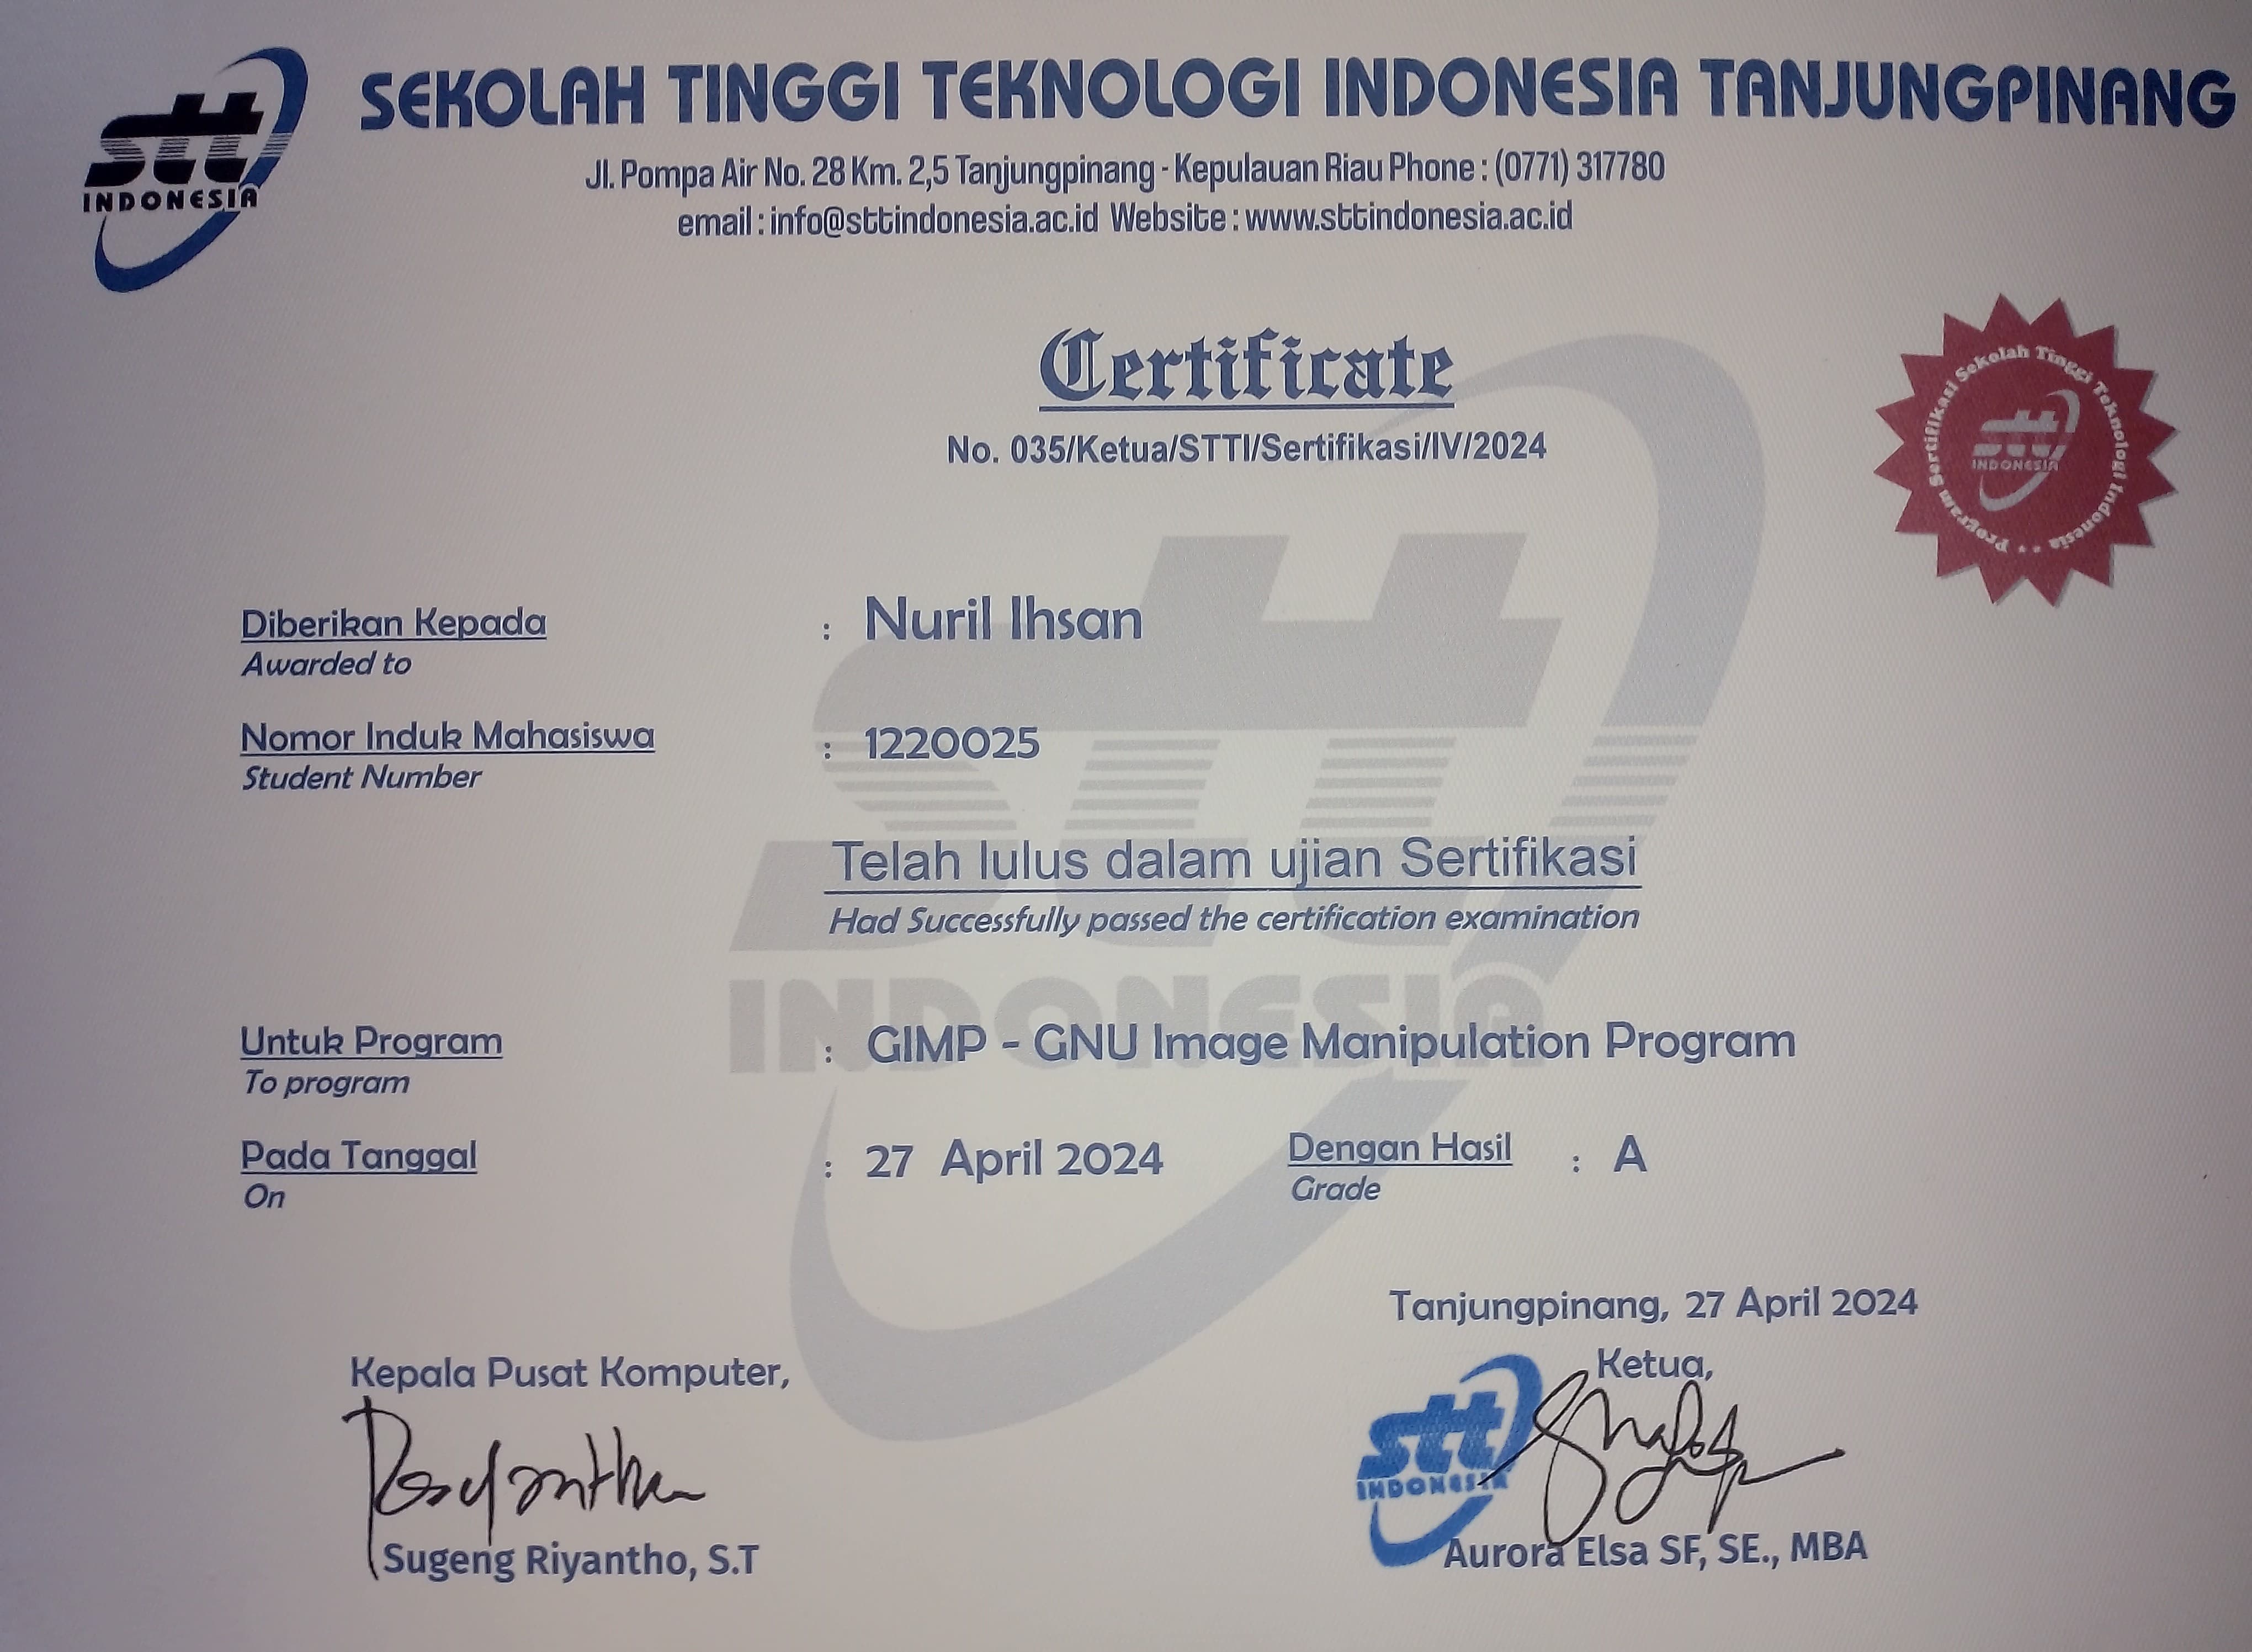 stt
INDONESIA
SEKOLAH TINGGI TEKNOLOGI INDONESIA TANJUNGPINANG
Jl. Pompa Air No. 28 Km. 2,5 Tanjungpinang - Kepulauan Riau Phone : (0771) 317780
email : info@sttindonesia.ac.id Website : www.sttindonesia.ac.id
Certificate
No. 035/Ketua/STTI/Sertifikasi/IV/2024
Program Sertifikasi Sekolah Tinggi Teknologi Indonesia
stt
INDONESIA
Diberikan Kepada : Nuril Ihsan
Awarded to
Nomor Induk Mahasiswa : 1220025
Student Number
Telah lulus dalam ujian Sertifikasi
Had Successfully passed the certification examination
stt
INDONESIA
Untuk Program : GIMP - GNU Image Manipulation Program
To program
Pada Tanggal : 27 April 2024 Dengan Hasil : A
On Grade
Tanjungpinang, 27 April 2024
Kepala Pusat Komputer, Ketua,
stt
INDONESIA
Sugeng Riyantho, S.T Aurora Elsa SF, SE., MBA